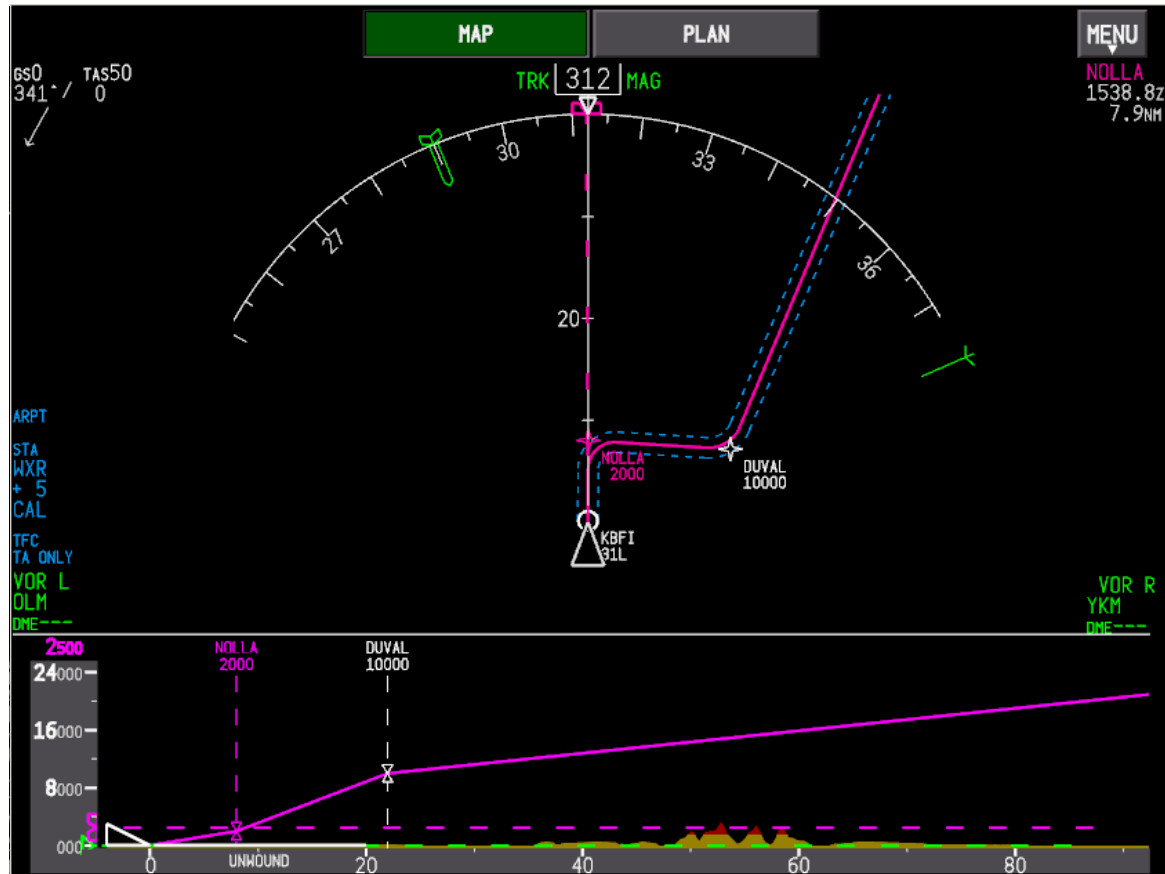 MAP
PLAN
MENU
GS0 TAS50
341°/ 0
TRK 312 MAG
NOLLA
1538.8Z
7.9NM
27
30
33
36
20
ARPT
STA
WXR
+ 5
CAL
TFC
TA ONLY
NOLLA
2000
DUVAL
10000
KBFI
31L
VOR L
OLM
DME---
VOR R
YKM
DME---
2500
24000
16000
8000
000
NOLLA
2000
DUVAL
10000
UNWOUND
0
20
40
60
80